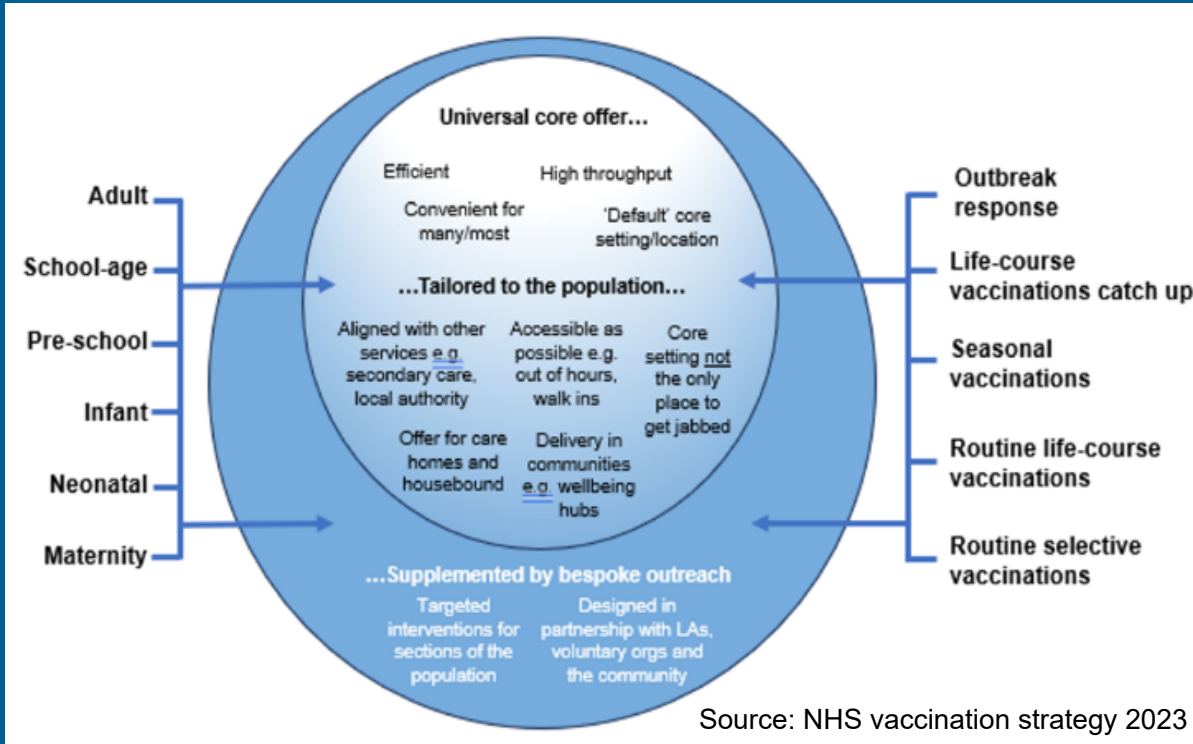 Universal core offer...
Efficient
High throughput
Convenient for
many/most
'Default' core
setting/location
...Tailored to the population...
Aligned with other
services e.g.
secondary care,
local authority
Accessible as
possible e.g.
out of hours,
walk ins
Core
setting not
the only
place to
get jabbed
Offer for care
homes and
housebound
Delivery in
communities
e.g. wellbeing
hubs
...Supplemented by bespoke outreach
Targeted
interventions for
sections of the
population
Designed in
partnership with LAs,
voluntary orgs and
the community
Adult
School-age
Pre-school
Infant
Neonatal
Maternity
Outbreak
response
Life-course
vaccinations catch up
Seasonal
vaccinations
Routine life-course
vaccinations
Routine selective
vaccinations
Source: NHS vaccination strategy 2023